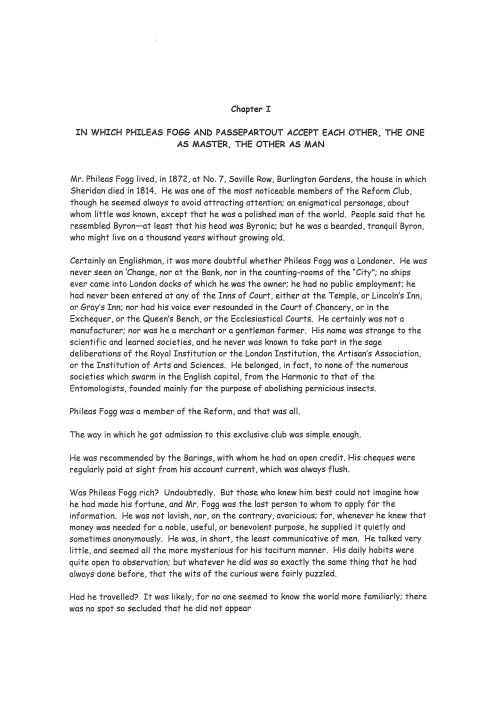 Chapter I
IN WHICH PHILEAS FOGG AND PASSEPARTOUT ACCEPT EACH OTHER, THE ONE
AS MASTER, THE OTHER AS MAN
Mr. Phileas Fogg lived, in 1872, at No. 7, Saville Row, Burlington Gardens, the house in which
Sheridan died in 1814. He was one of the most noticeable members of the Reform Club,
though he seemed always to avoid attracting attention; an enigmatical personage, about
whom little was known, except that he was a polished man of the world. People said that he
resembled Byron—at least that his head was Byronic; but he was a bearded, tranquil Byron,
who might live on a thousand years without growing old.
Certainly an Englishman, it was more doubtful whether Phileas Fogg was a Londoner. He was
never seen on 'Change, nor at the Bank, nor in the counting-rooms of the "City"; no ships
ever came into London docks of which he was the owner; he had no public employment; he
had never been entered at any of the Inns of Court, either at the Temple, or Lincoln's Inn,
or Gray's Inn; nor had his voice ever resounded in the Court of Chancery, or in the
Exchequer, or the Queen's Bench, or the Ecclesiastical Courts. He certainly was not a
manufacturer; nor was he a merchant or a gentleman farmer. His name was strange to the
scientific and learned societies, and he never was known to take part in the sage
deliberations of the Royal Institution or the London Institution, the Artisan's Association,
or the Institution of Arts and Sciences. He belonged, in fact, to none of the numerous
societies which swarm in the English capital, from the Harmonic to that of the
Entomologists, founded mainly for the purpose of abolishing pernicious insects.
Phileas Fogg was a member of the Reform, and that was all.
The way in which he got admission to this exclusive club was simple enough.
He was recommended by the Barings, with whom he had an open credit. His cheques were
regularly paid at sight from his account current, which was always flush.
Was Phileas Fogg rich? Undoubtedly. But those who knew him best could not imagine how
he had made his fortune, and Mr. Fogg was the last person to whom to apply for the
information. He was not lavish, nor, on the contrary, avaricious; for, whenever he knew that
money was needed for a noble, useful, or benevolent purpose, he supplied it quietly and
sometimes anonymously. He was, in short, the least communicative of men. He talked very
little, and seemed all the more mysterious for his taciturn manner. His daily habits were
quite open to observation; but whatever he did was so exactly the same thing that he had
always done before, that the wits of the curious were fairly puzzled.
Had he travelled? It was likely, for no one seemed to know the world more familiarly; there
was no spot so secluded that he did not appear